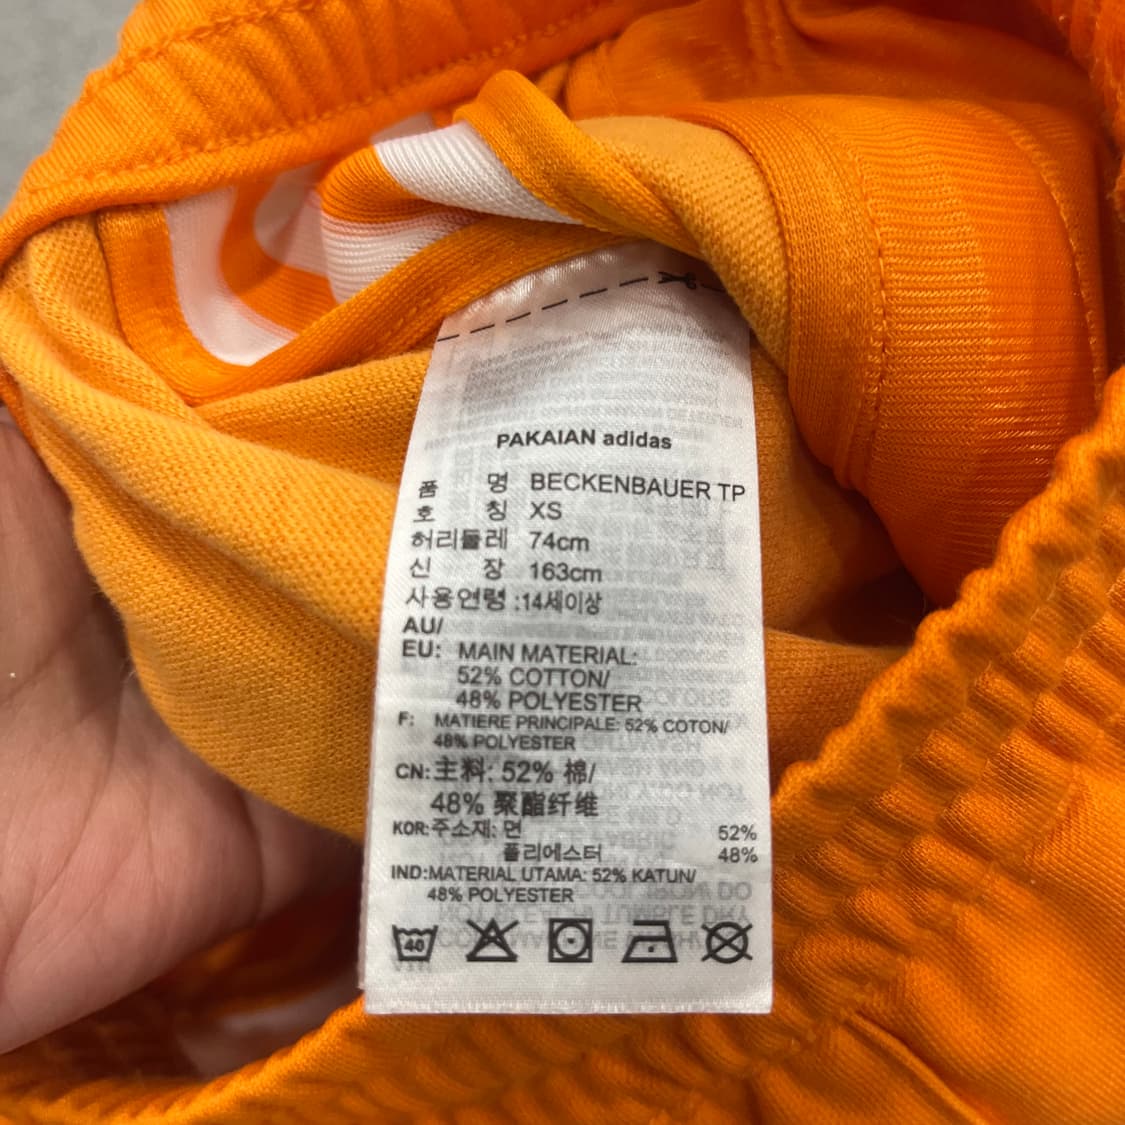 PAKAIAN adidas
품 명 BECKENBAUER TP
호 칭 XS
허리둘레 74cm
신 장 163cm
사용연령 :14세이상
AU/
EU: MAIN MATERIAL:
52% COTTON/
48% POLYESTER
F: MATIERE PRINCIPALE: 52% COTON/
48% POLYESTER
CN:主料: 52% 棉/
48% 聚酯纤维
KOR:주소재: 면 52%
폴리에스터 48%
IND:MATERIAL UTAMA: 52% KATUN/
48% POLYESTER
40